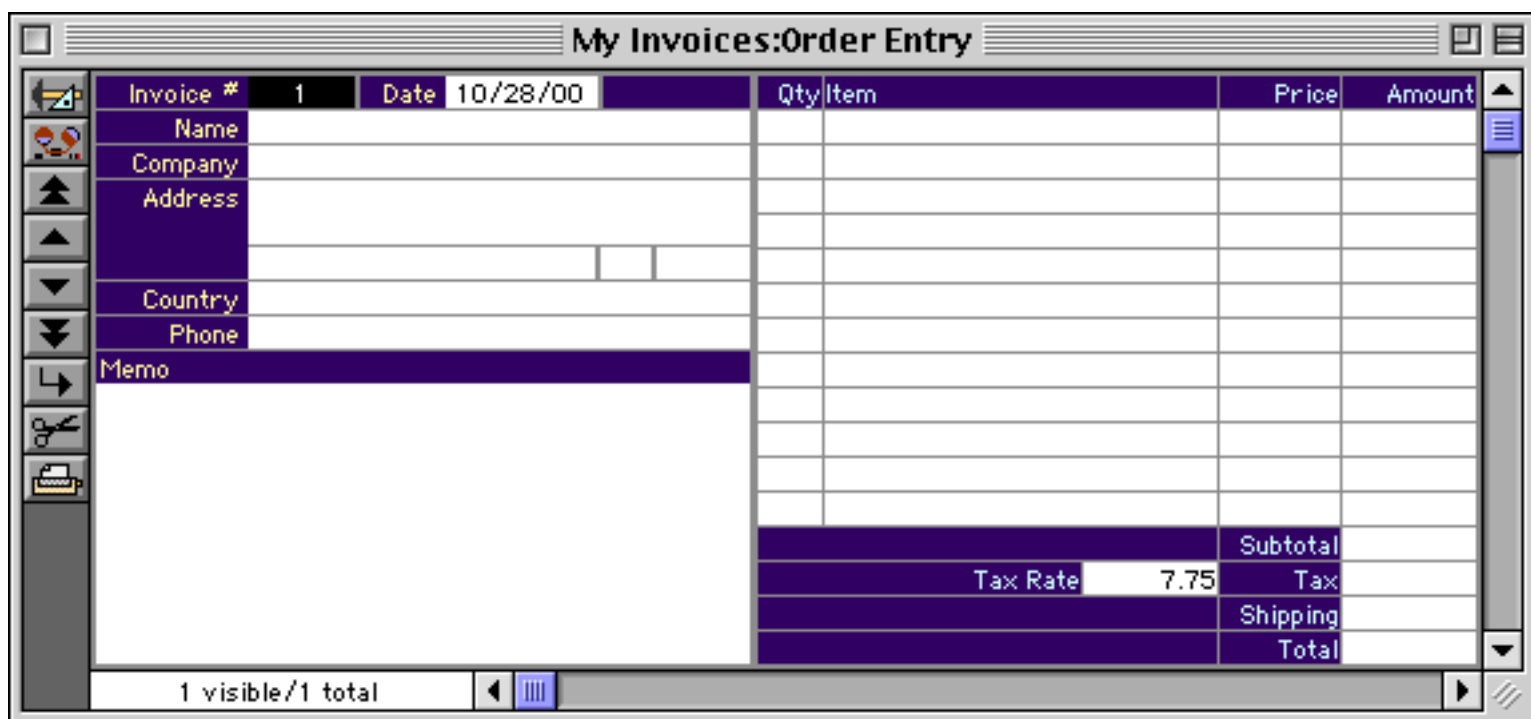 My Invoices:Order Entry
Invoice # 1 Date 10/28/00
Name
Company
Address
Country
Phone
Memo
Qty Item Price Amount
Subtotal
Tax Rate 7.75 Tax
Shipping
Total
1 visible/1 total